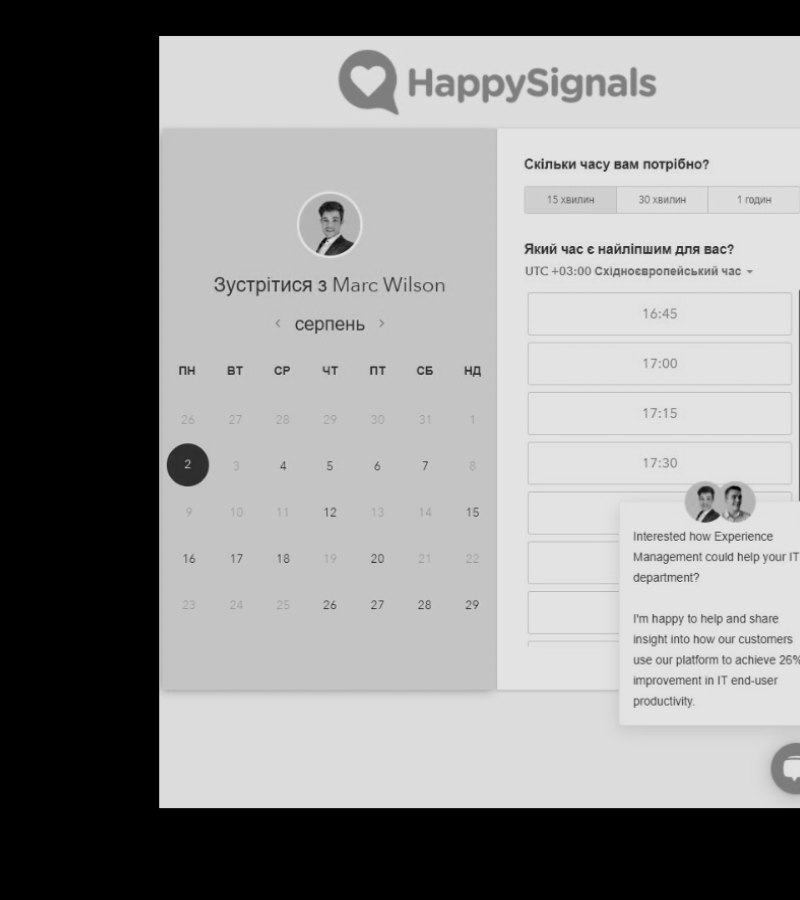 HappySignals
Зустрітися з Marc Wilson
серпень
ПН ВТ СР ЧТ ПТ СБ НД
26 27 28 29 30 31 1
2 3 4 5 6 7 8
9 10 11 12 13 14 15
16 17 18 19 20 21 22
23 24 25 26 27 28 29
Скільки часу вам потрібно?
15 хвилин 30 хвилин 1 годин
Який час є найліпшим для вас?
UTC +03:00 Східноєвропейський час
16:45
17:00
17:15
17:30
Interested how Experience
Management could help your IT
department?
I'm happy to help and share
insight into how our customers
use our platform to achieve 26%
improvement in IT end-user
productivity.